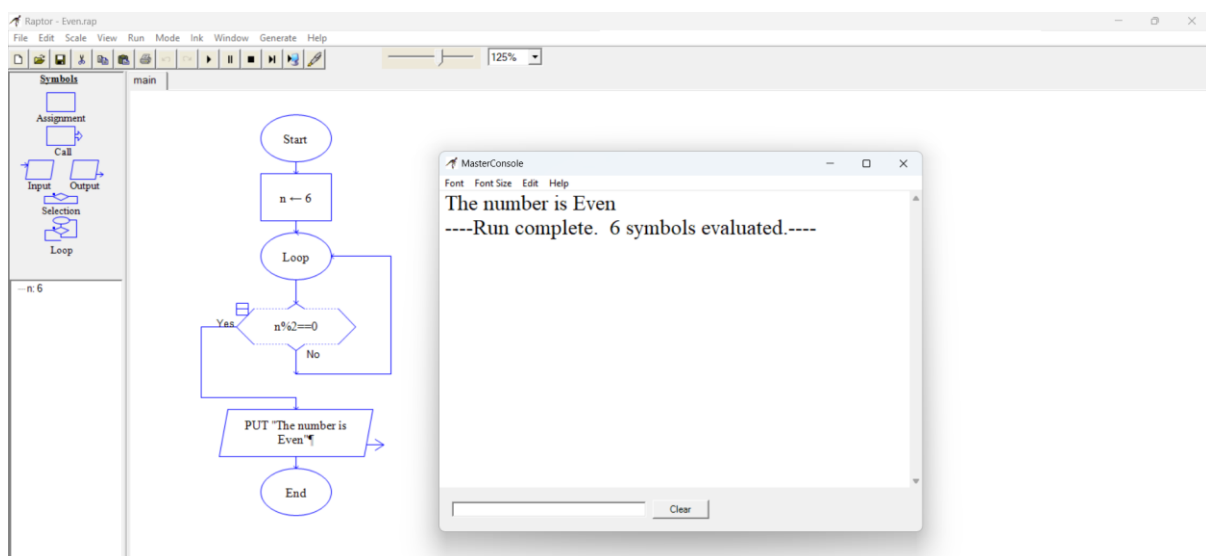 Raptor - Even.rap
File Edit Scale View Run Mode Ink Window Generate Help
125%
Symbols
Assignment
Call
Input Output
Selection
Loop
n: 6
main
Start
n ← 6
Loop
Yes
n%2==0
No
PUT "The number is
Even"¶
End
MasterConsole
Font Font Size Edit Help
The number is Even
----Run complete. 6 symbols evaluated.----
Clear